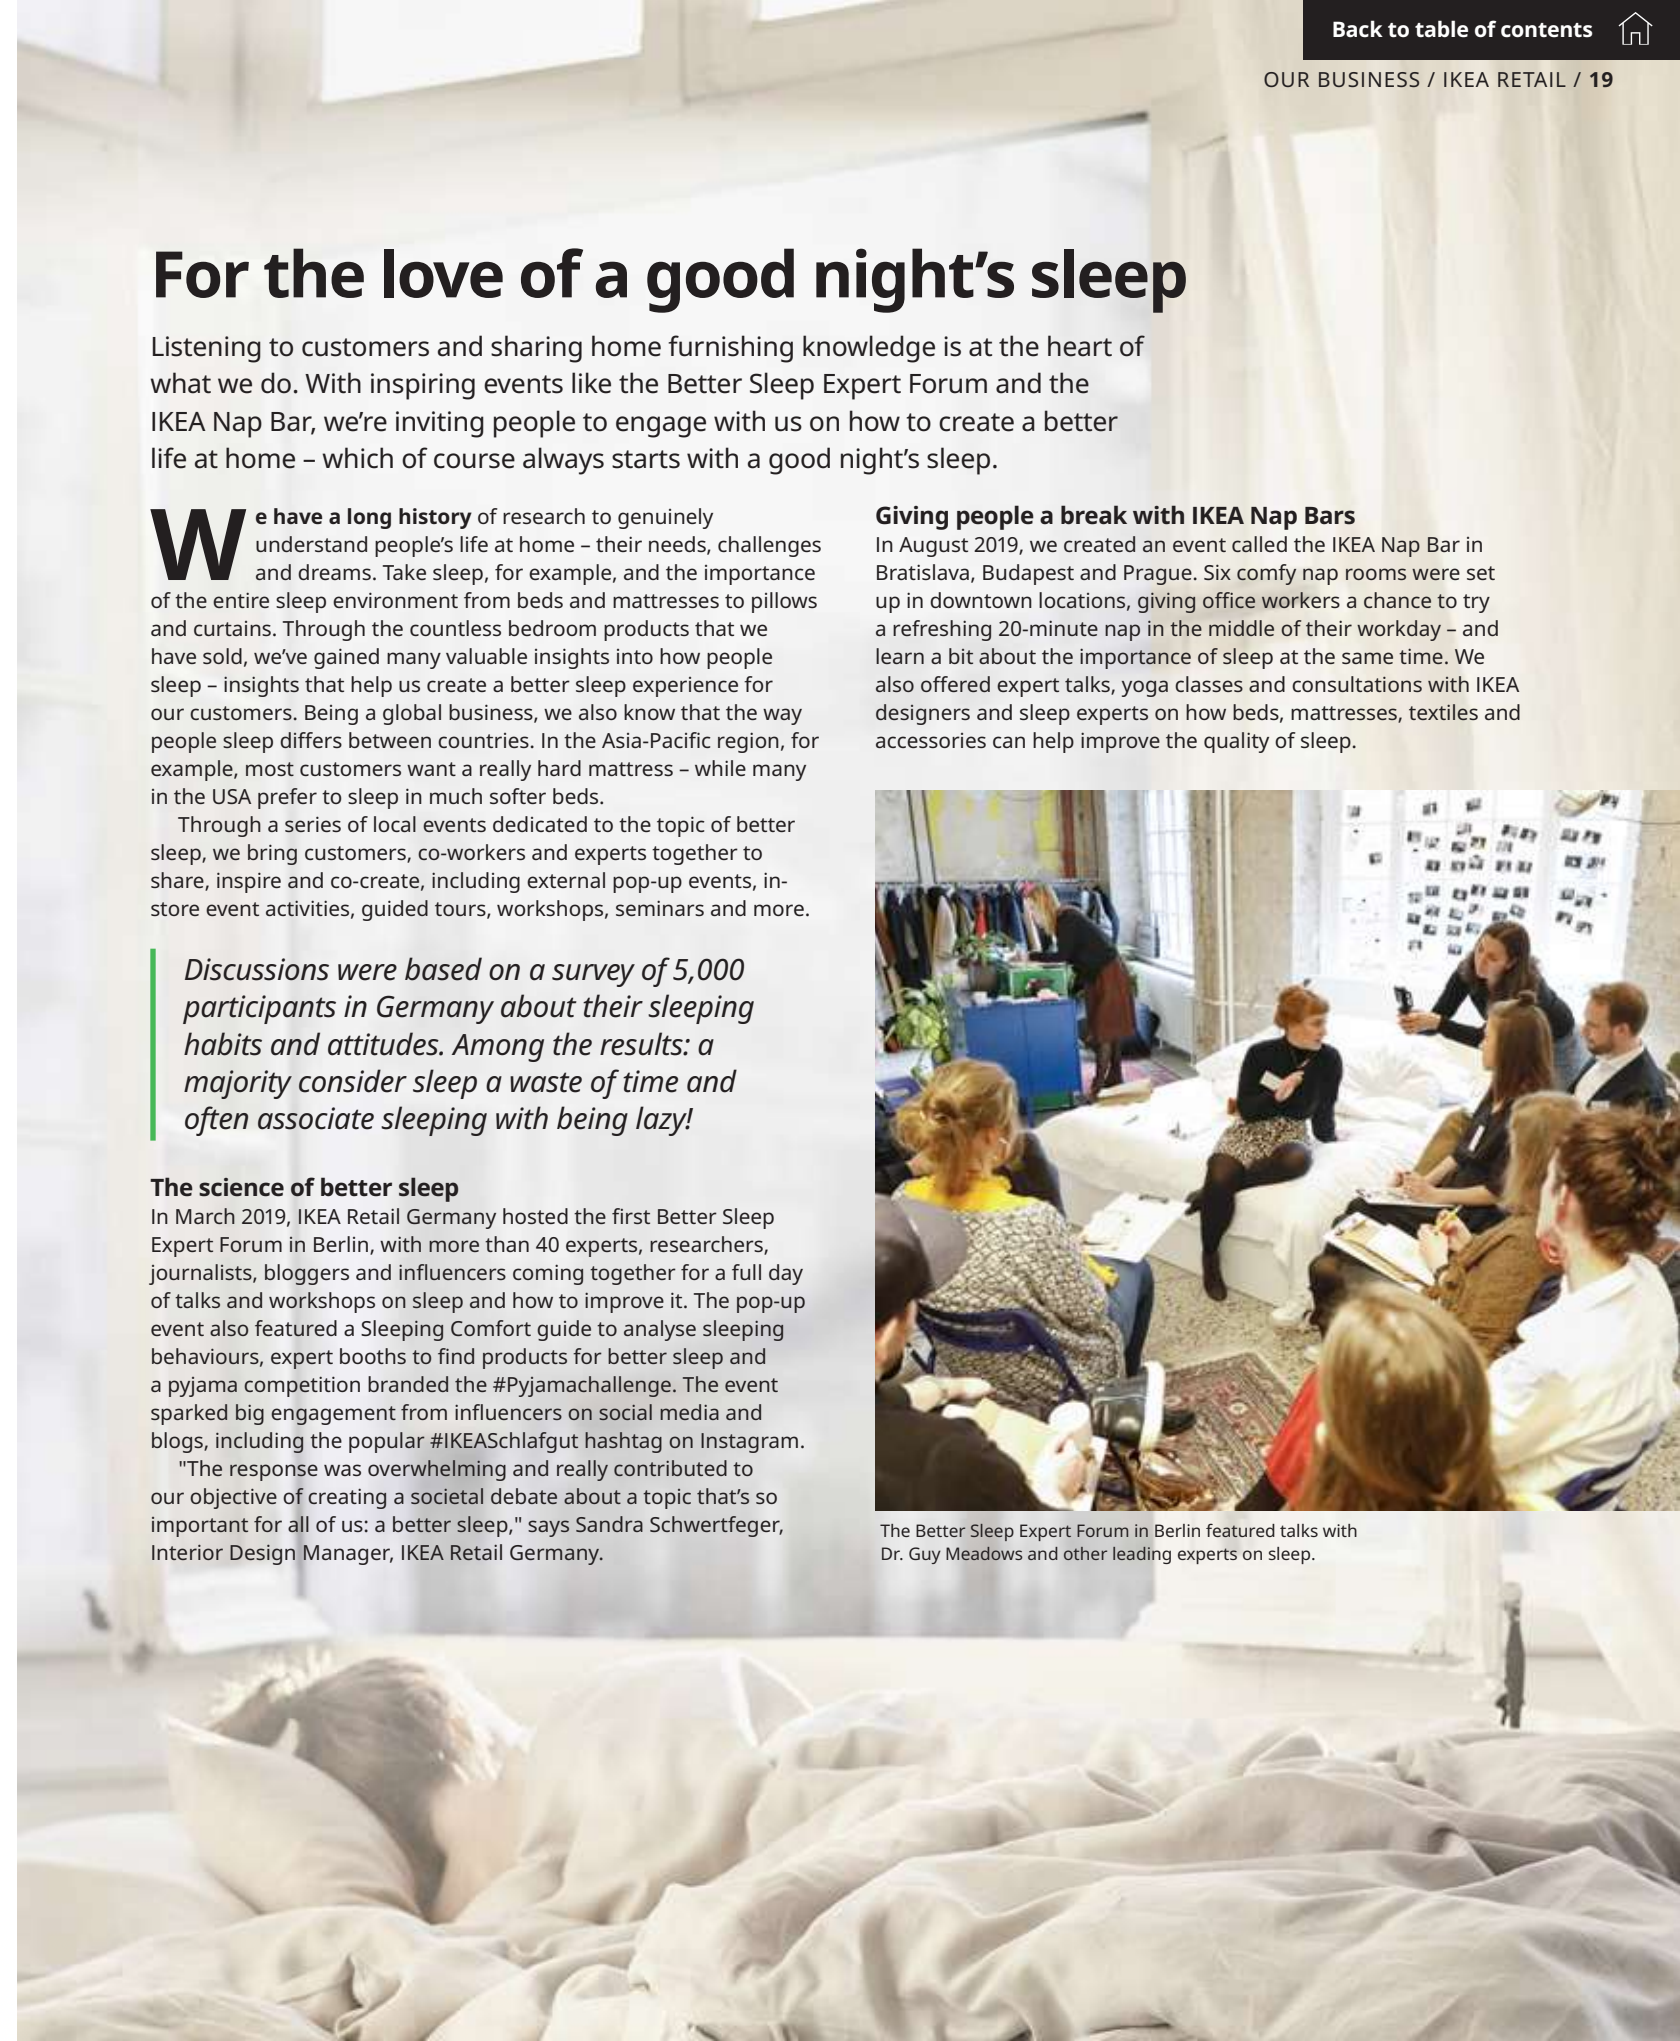 Back to table of contents
OUR BUSINESS / IKEA RETAIL / 19
For the love of a good night’s sleep
Listening to customers and sharing home furnishing knowledge is at the heart of
what we do. With inspiring events like the Better Sleep Expert Forum and the
IKEA Nap Bar, we’re inviting people to engage with us on how to create a better
life at home – which of course always starts with a good night’s sleep.
We have a long history of research to genuinely
understand people’s life at home – their needs, challenges
and dreams. Take sleep, for example, and the importance
of the entire sleep environment from beds and mattresses to pillows
and curtains. Through the countless bedroom products that we
have sold, we’ve gained many valuable insights into how people
sleep – insights that help us create a better sleep experience for
our customers. Being a global business, we also know that the way
people sleep differs between countries. In the Asia-Pacific region, for
example, most customers want a really hard mattress – while many
in the USA prefer to sleep in much softer beds.
Through a series of local events dedicated to the topic of better
sleep, we bring customers, co-workers and experts together to
share, inspire and co-create, including external pop-up events, in-
store event activities, guided tours, workshops, seminars and more.
Discussions were based on a survey of 5,000
participants in Germany about their sleeping
habits and attitudes. Among the results: a
majority consider sleep a waste of time and
often associate sleeping with being lazy!
The science of better sleep
In March 2019, IKEA Retail Germany hosted the first Better Sleep
Expert Forum in Berlin, with more than 40 experts, researchers,
journalists, bloggers and influencers coming together for a full day
of talks and workshops on sleep and how to improve it. The pop-up
event also featured a Sleeping Comfort guide to analyse sleeping
behaviours, expert booths to find products for better sleep and
a pyjama competition branded the #Pyjamachallenge. The event
sparked big engagement from influencers on social media and
blogs, including the popular #IKEASchlafgut hashtag on Instagram.
"The response was overwhelming and really contributed to
our objective of creating a societal debate about a topic that’s so
important for all of us: a better sleep," says Sandra Schwertfeger,
Interior Design Manager, IKEA Retail Germany.
Giving people a break with IKEA Nap Bars
In August 2019, we created an event called the IKEA Nap Bar in
Bratislava, Budapest and Prague. Six comfy nap rooms were set
up in downtown locations, giving office workers a chance to try
a refreshing 20-minute nap in the middle of their workday – and
learn a bit about the importance of sleep at the same time. We
also offered expert talks, yoga classes and consultations with IKEA
designers and sleep experts on how beds, mattresses, textiles and
accessories can help improve the quality of sleep.
The Better Sleep Expert Forum in Berlin featured talks with
Dr. Guy Meadows and other leading experts on sleep.